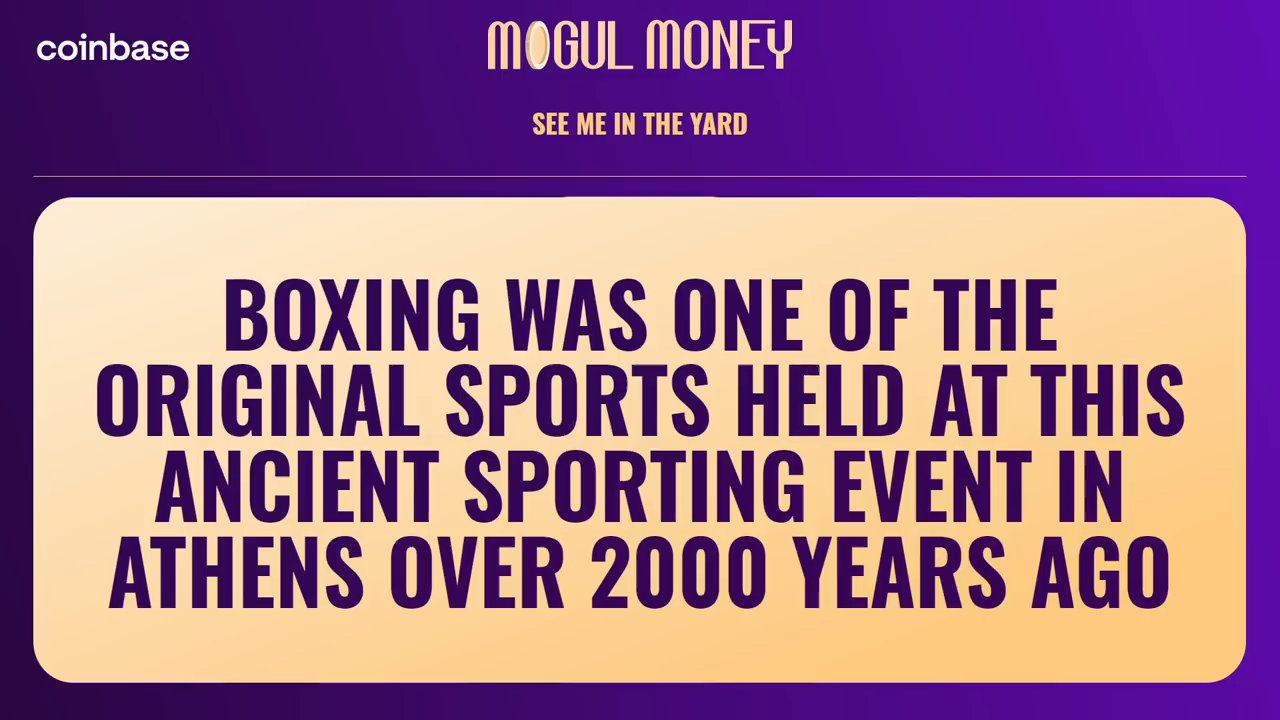 coinbase
MOGUL MONEY
SEE ME IN THE YARD
BOXING WAS ONE OF THE
ORIGINAL SPORTS HELD AT THIS
ANCIENT SPORTING EVENT IN
ATHENS OVER 2000 YEARS AGO